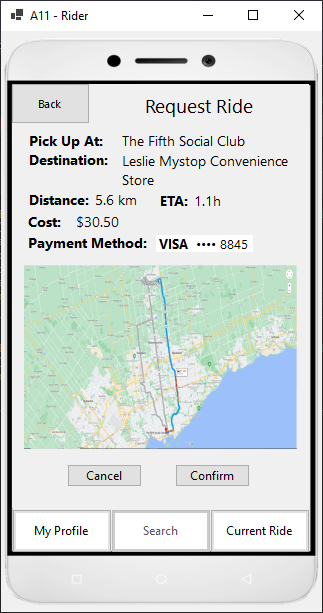 A11 - Rider
Back
Request Ride
Pick Up At: The Fifth Social Club
Destination: Leslie Mystop Convenience
Store
Distance: 5.6 km ETA: 1.1h
Cost: $30.50
Payment Method: VISA •••• 8845
Cancel Confirm
My Profile Search Current Ride